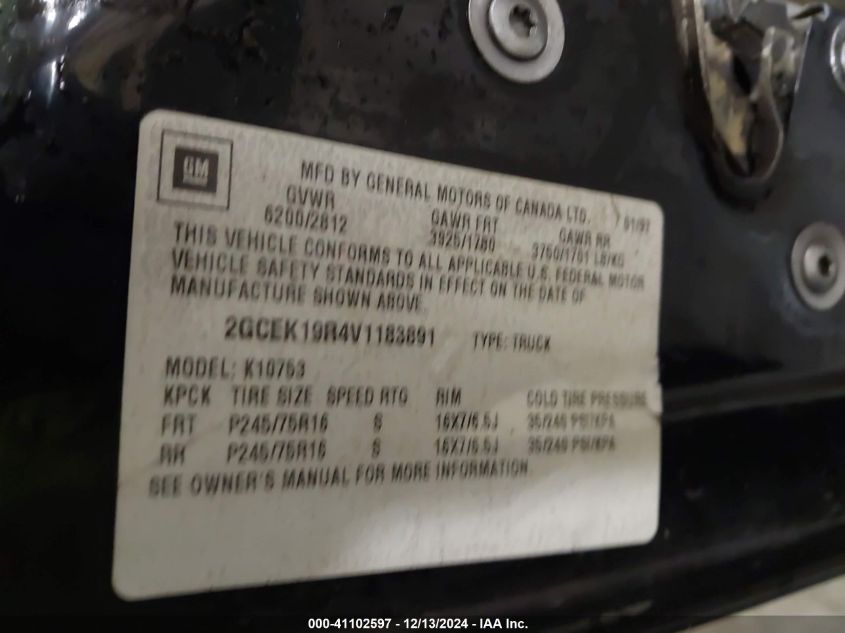 GM
MFD BY GENERAL MOTORS OF CANADA LTD. 01/97
GVWR GAWR FRT GAWR RR
6200/2812 3925/1780 3750/1701 LB/KG
THIS VEHICLE CONFORMS TO ALL APPLICABLE U.S. FEDERAL MOTOR
VEHICLE SAFETY STANDARDS IN EFFECT ON THE DATE OF
MANUFACTURE SHOWN ABOVE.
2GCEK19R4V1183891 TYPE: TRUCK
MODEL: K10753
KPCK TIRE SIZE SPEED RTG RIM COLD TIRE PRESSURE
FRT P245/75R16 S 16X7/6.5J 35/240 PSI/KPA
RR P245/75R16 S 16X7/6.5J 35/240 PSI/KPA
SEE OWNER'S MANUAL FOR MORE INFORMATION.
000-41102597 - 12/13/2024 - IAA Inc.